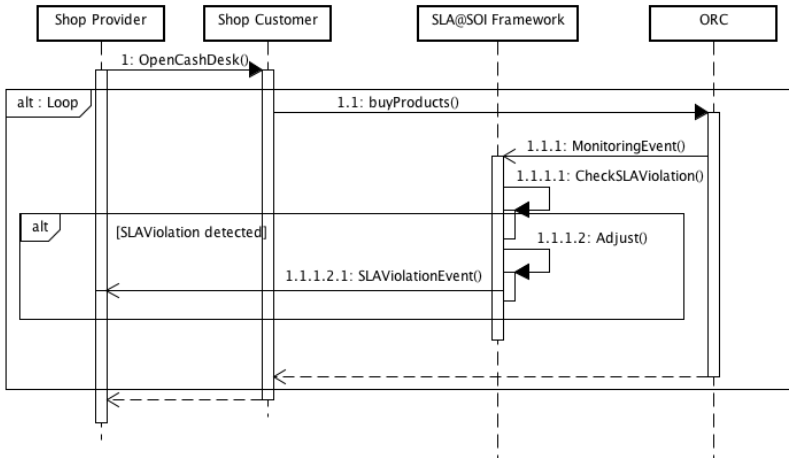 Shop Provider
Shop Customer
SLA@SOI Framework
ORC
1: OpenCashDesk()
alt : Loop
1.1: buyProducts()
1.1.1: MonitoringEvent()
1.1.1.1: CheckSLAViolation()
alt
[SLAViolation detected]
1.1.1.2: Adjust()
1.1.1.2.1: SLAViolationEvent()